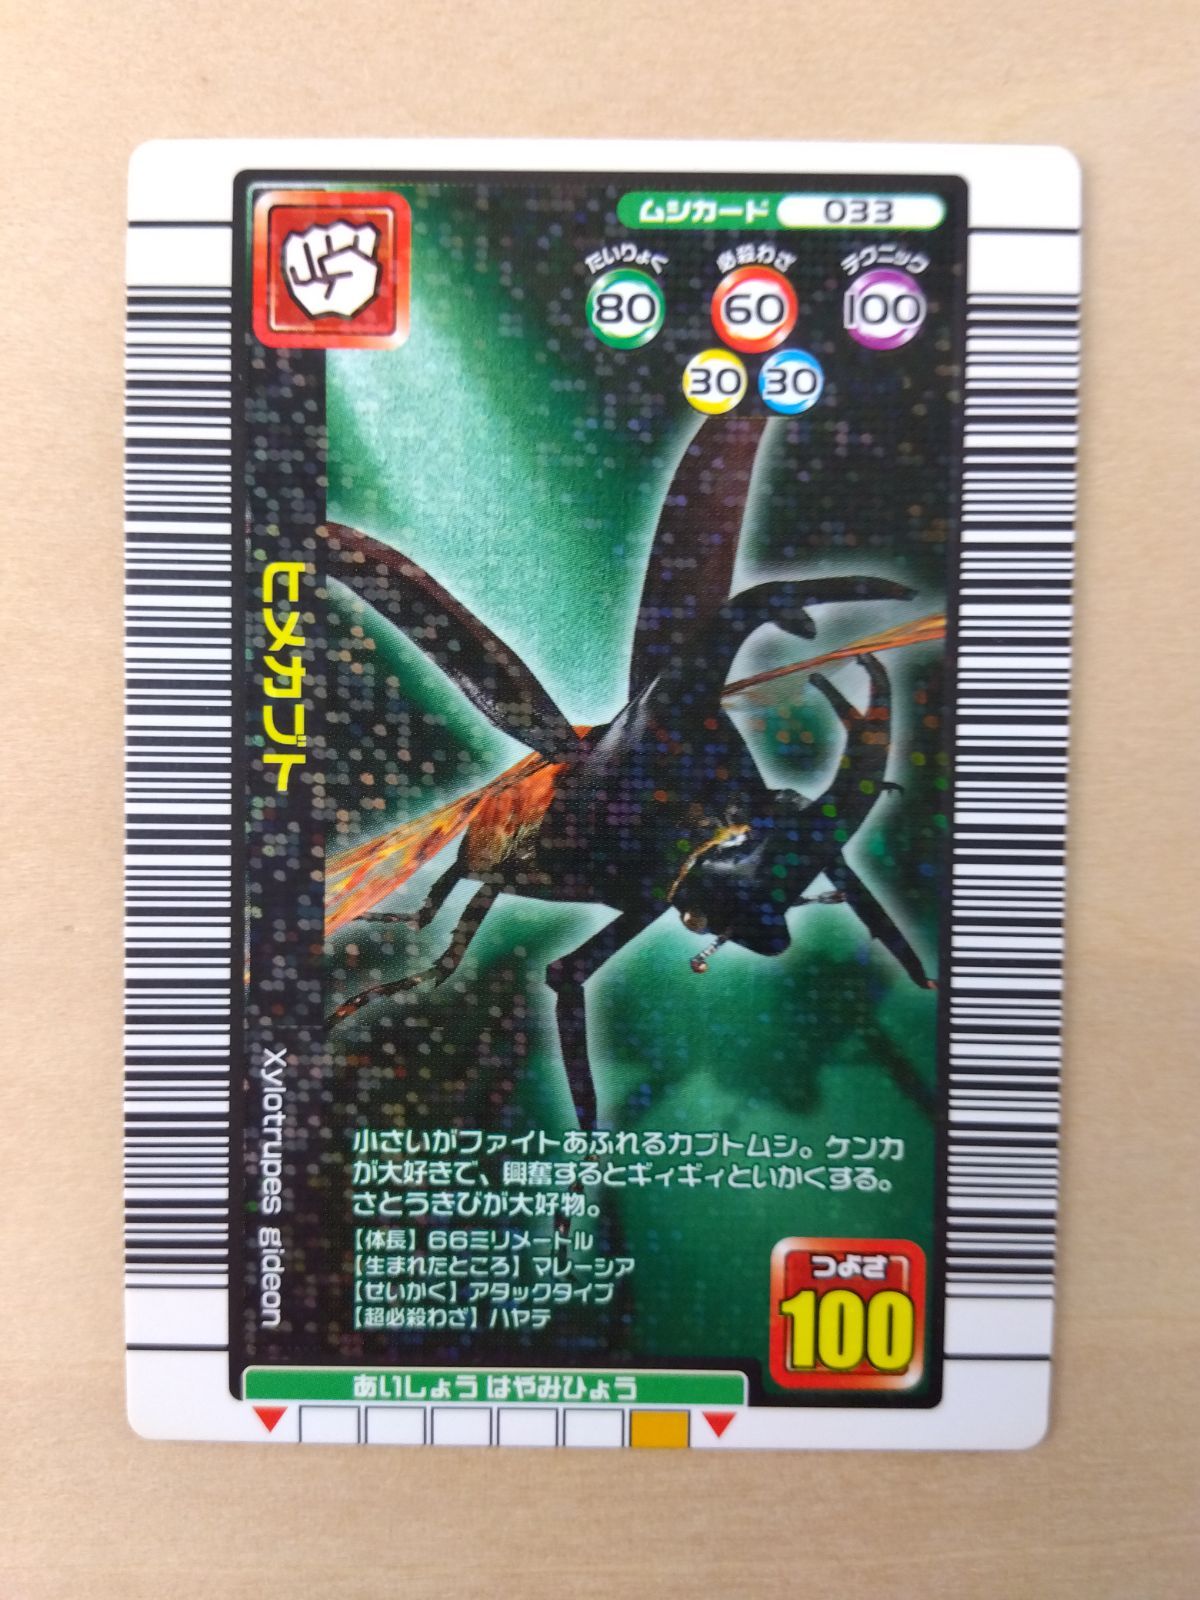 ムシカード 033
たいりょく 必殺わざ テクニック
80 60 100
30 30
ヒメカブト
Xylotrupes gideon
小さいがファイトあふれるカブトムシ。ケンカ
が大好きで、興奮するとギィギィといかくする。
さとうきびが大好物。
【体長】66ミリメートル
【生まれたところ】マレーシア
【せいかく】アタックタイプ
【超必殺わざ】ハヤテ
つよさ
100
あいしょう はやみひょう